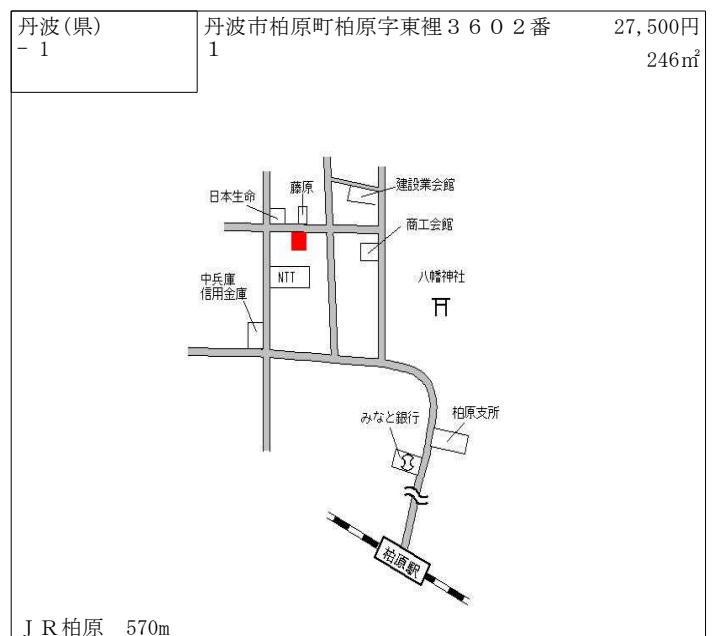 丹波(県)
- 1
丹波市柏原町柏原字東裡3602番
1
27,500円
246㎡
建設業会館
藤原
日本生命
商工会館
中兵庫
信用金庫
NTT
八幡神社
みなと銀行
柏原支所
柏原駅
JR柏原 570m